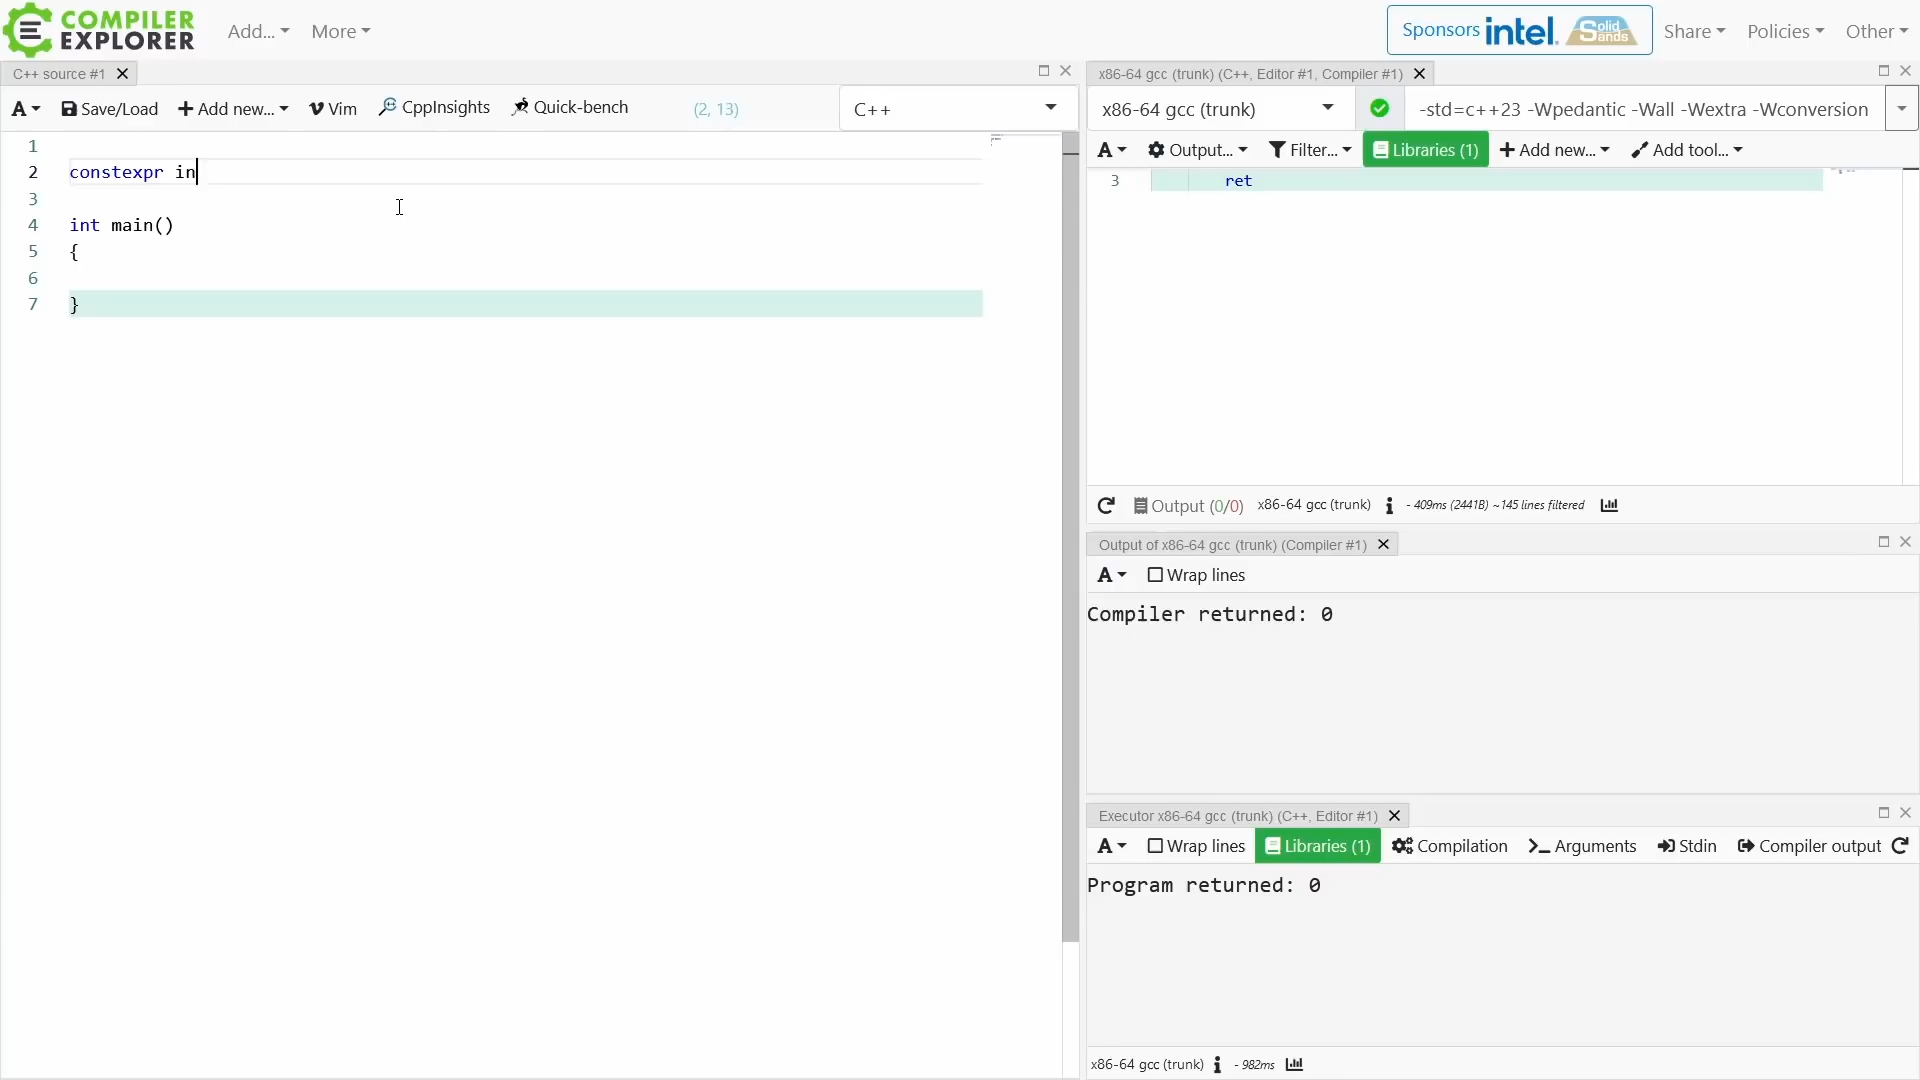 COMPILER
EXPLORER
Add...
More
Sponsors intel. Solid Sands
Share
Policies
Other
C++ source #1
A
Save/Load
Add new...
Vim
CppInsights
Quick-bench
(2, 13)
C++
1
2 constexpr in
3
4 int main()
5 {
6
7 }
x86-64 gcc (trunk) (C++, Editor #1, Compiler #1)
x86-64 gcc (trunk)
-std=c++23 -Wpedantic -Wall -Wextra -Wconversion
A
Output...
Filter...
Libraries (1)
Add new...
Add tool...
3 ret
Output (0/0) x86-64 gcc (trunk) i - 409ms (2441B) ~145 lines filtered
Output of x86-64 gcc (trunk) (Compiler #1)
A
Wrap lines
Compiler returned: 0
Executor x86-64 gcc (trunk) (C++, Editor #1)
A
Wrap lines
Libraries (1)
Compilation
Arguments
Stdin
Compiler output
Program returned: 0
x86-64 gcc (trunk) i - 982ms